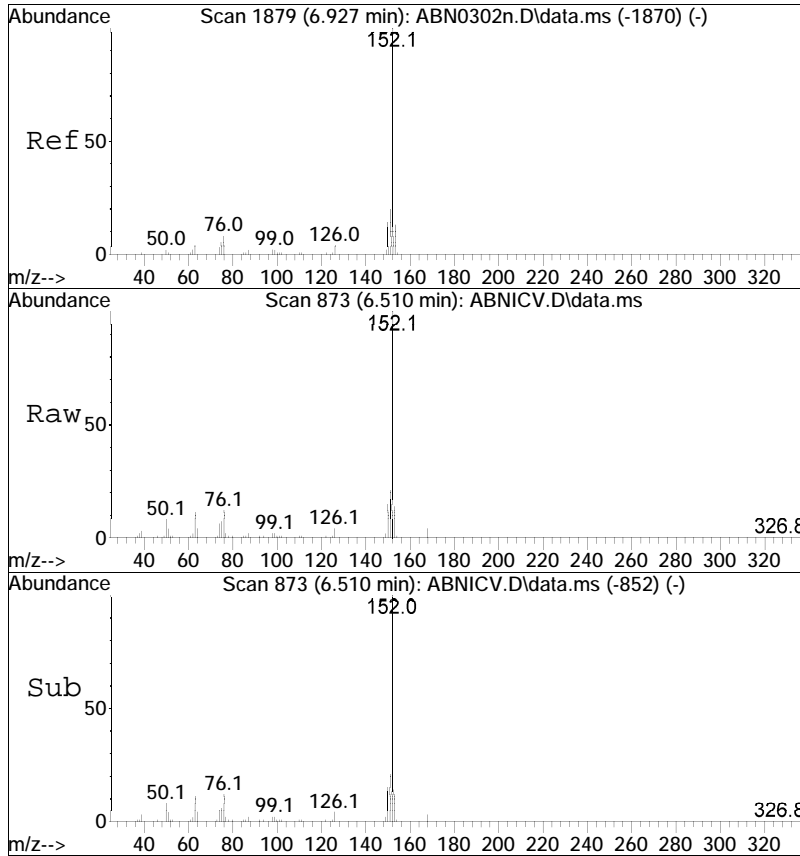 Abundance Scan 1879 (6.927 min): ABN0302n.D\data.ms (-1870) (-)
152.1
Ref 50
50.0 76.0 99.0 126.0
0
m/z--> 40 60 80 100 120 140 160 180 200 220 240 260 280 300 320
Abundance Scan 873 (6.510 min): ABNICV.D\data.ms
152.1
Raw 50
50.1 76.1 99.1 126.1 326.8
0
m/z--> 40 60 80 100 120 140 160 180 200 220 240 260 280 300 320
Abundance Scan 873 (6.510 min): ABNICV.D\data.ms (-852) (-)
152.0
Sub 50
50.1 76.1 99.1 126.1 326.8
0
m/z--> 40 60 80 100 120 140 160 180 200 220 240 260 280 300 320